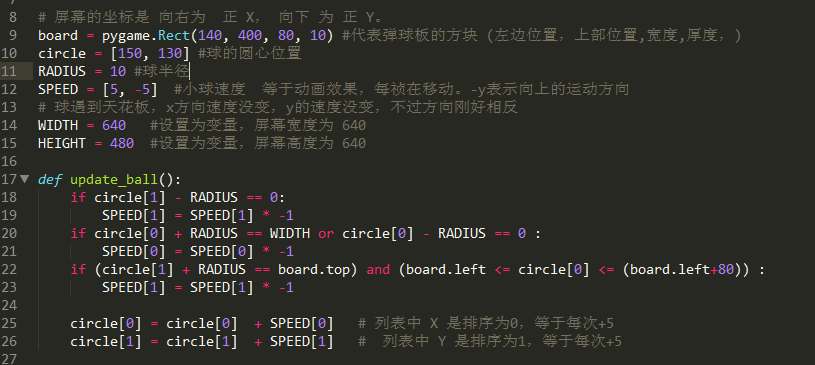 7
8 # 屏幕的坐标是 向右为 正 X, 向下 为 正 Y。
9 board = pygame.Rect(140, 400, 80, 10) #代表弹球板的方块 (左边位置，上部位置,宽度,厚度，)
10 circle = [150, 130] #球的圆心位置
11 RADIUS = 10 #球半径
12 SPEED = [5, -5] #小球速度 等于动画效果，每祯在移动。-y表示向上的运动方向
13 # 球遇到天花板，x方向速度没变，y的速度没变，不过方向刚好相反
14 WIDTH = 640 #设置为变量，屏幕宽度为 640
15 HEIGHT = 480 #设置为变量，屏幕高度为 640
16
17 def update_ball():
18 if circle[1] - RADIUS == 0:
19 SPEED[1] = SPEED[1] * -1
20 if circle[0] + RADIUS == WIDTH or circle[0] - RADIUS == 0 :
21 SPEED[0] = SPEED[0] * -1
22 if (circle[1] + RADIUS == board.top) and (board.left <= circle[0] <= (board.left+80)) :
23 SPEED[1] = SPEED[1] * -1
24
25 circle[0] = circle[0] + SPEED[0] # 列表中 X 是排序为0，等于每次+5
26 circle[1] = circle[1] + SPEED[1] # 列表中 Y 是排序为1，等于每次+5
27